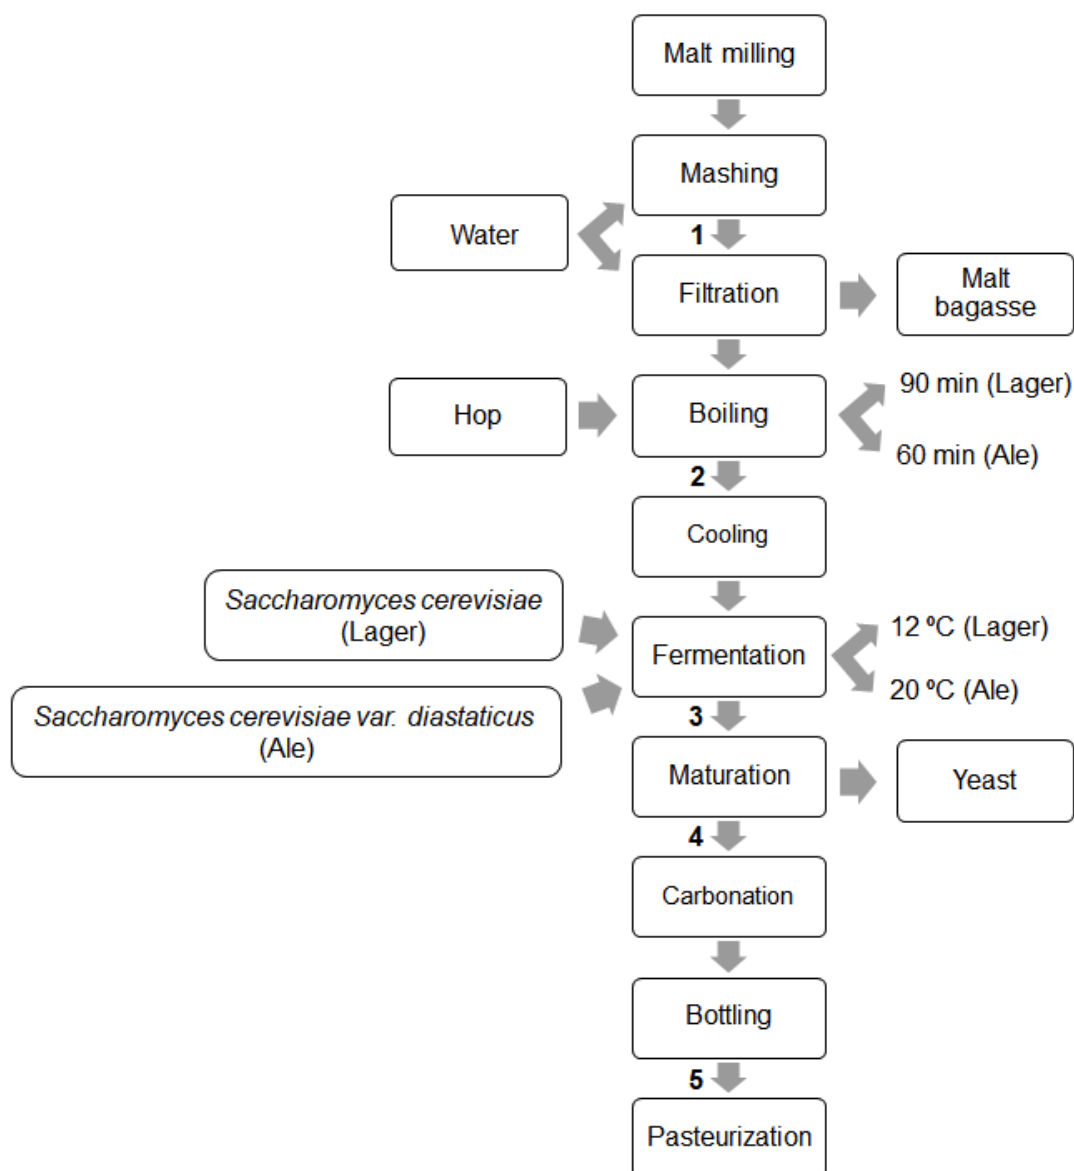 Malt milling
Mashing
Water
1
Filtration
Malt
bagasse
Hop
Boiling
90 min (Lager)
60 min (Ale)
2
Cooling
Saccharomyces cerevisiae
(Lager)
Saccharomyces cerevisiae var. diastaticus
(Ale)
Fermentation
12 ºC (Lager)
20 ºC (Ale)
3
Maturation
Yeast
4
Carbonation
Bottling
5
Pasteurization